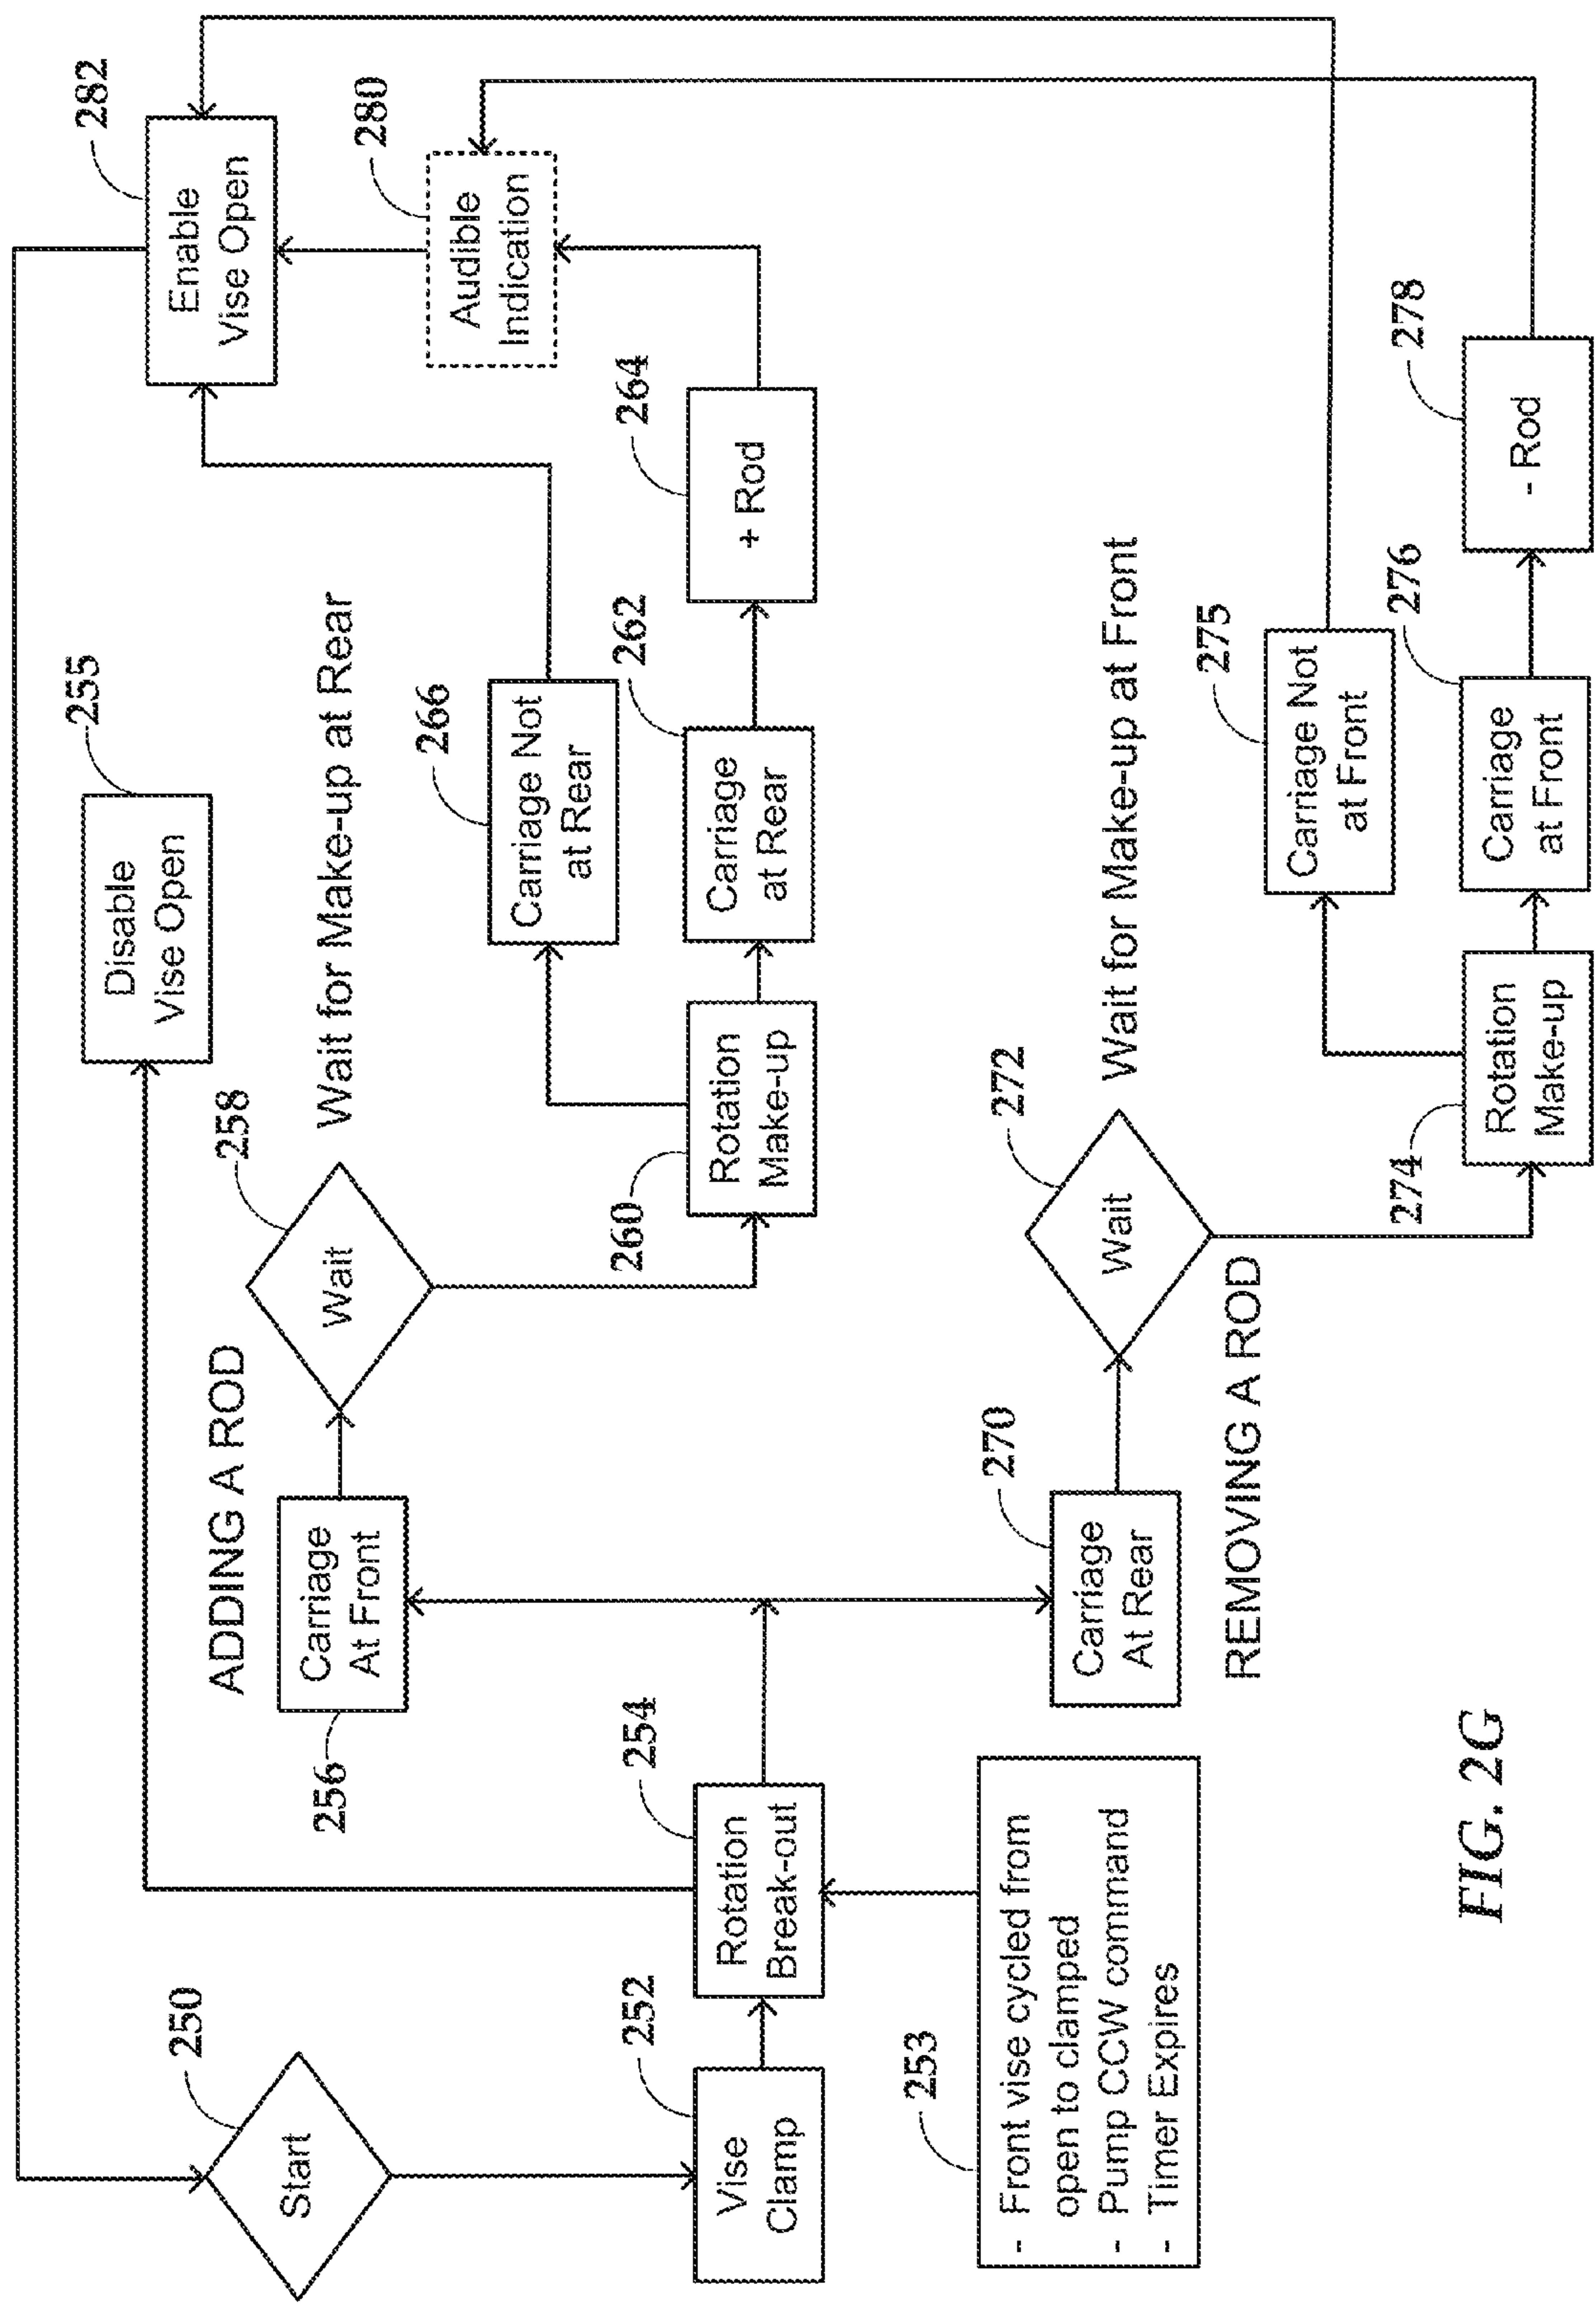 250
Start
252
Vise
Clamp
253
- Front vise cycled from
open to clamped
- Pump CCW command
- Timer Expires
254
Rotation
Break-out
255
Disable
Vise Open
ADDING A ROD
256
Carriage
At Front
258
Wait
Wait for Make-up at Rear
260
Rotation
Make-up
266
Carriage Not
at Rear
262
Carriage
at Rear
264
+ Rod
280
Audible
Indication
282
Enable
Vise Open
270
Carriage
At Rear
REMOVING A ROD
272
Wait
Wait for Make-up at Front
274
Rotation
Make-up
275
Carriage Not
at Front
276
Carriage
at Front
278
- Rod
FIG. 2G